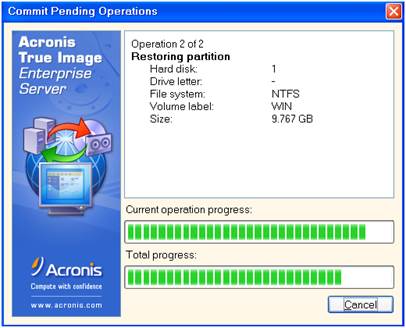 Commit Pending Operations
Acronis
True Image
Enterprise
Server
Operation 2 of 2
Restoring partition
Hard disk: 1
Drive letter: -
File system: NTFS
Volume label: WIN
Size: 9.767 GB
Current operation progress:
Total progress:
Acronis
Compute with confidence
www.acronis.com
Cancel